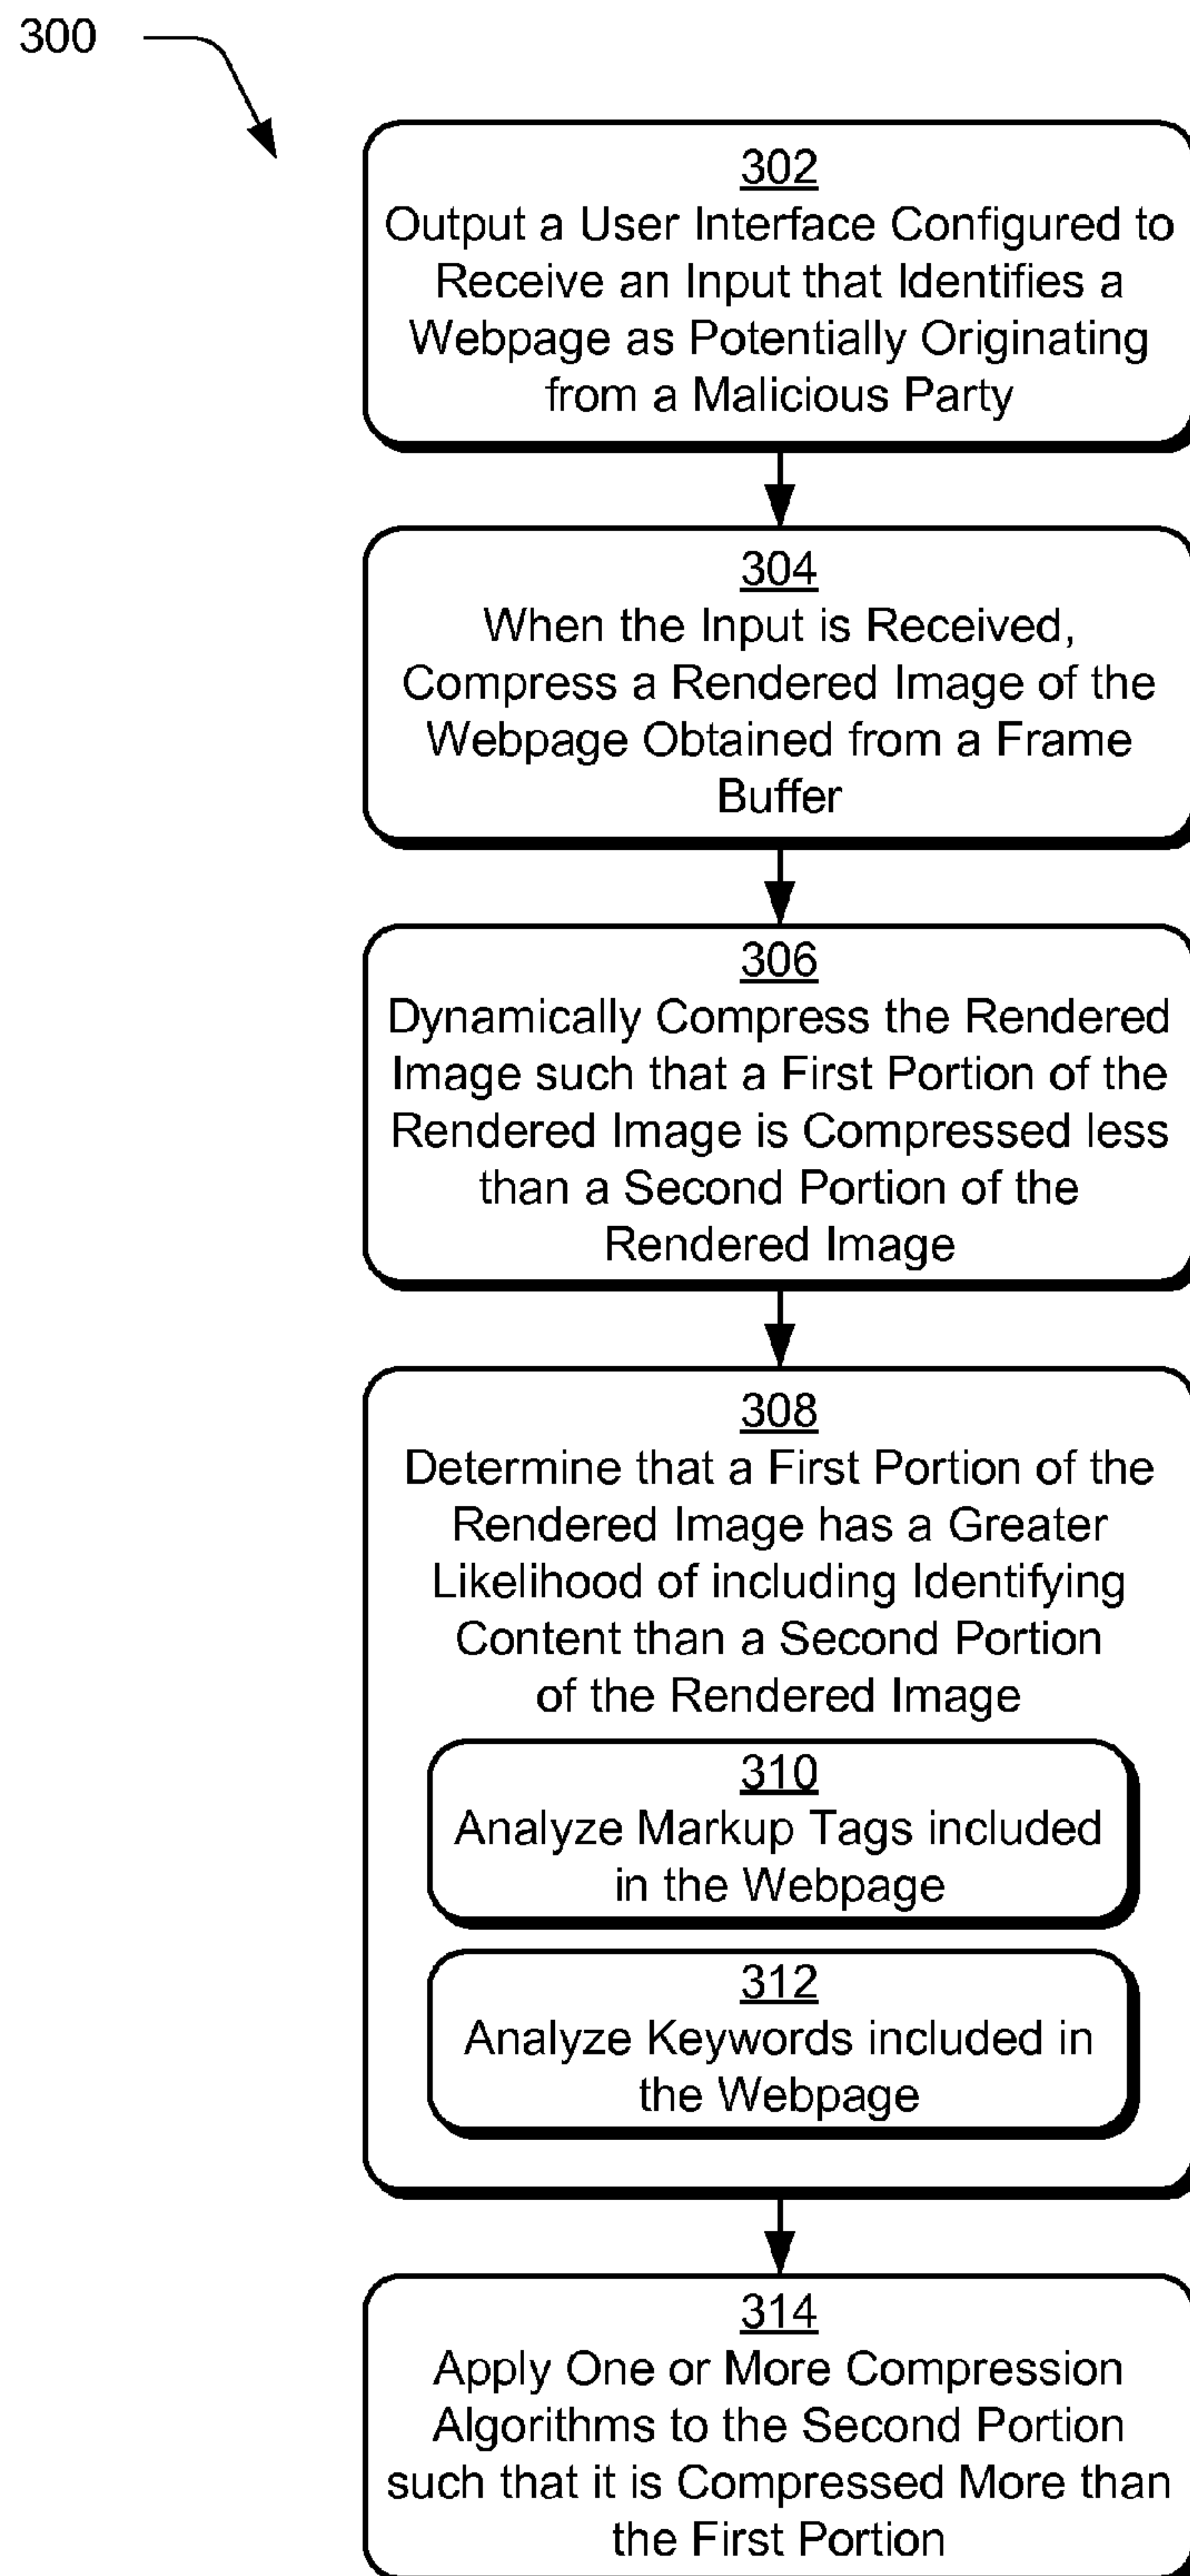 300
302
Output a User Interface Configured to
Receive an Input that Identifies a
Webpage as Potentially Originating
from a Malicious Party
304
When the Input is Received,
Compress a Rendered Image of the
Webpage Obtained from a Frame
Buffer
306
Dynamically Compress the Rendered
Image such that a First Portion of the
Rendered Image is Compressed less
than a Second Portion of the
Rendered Image
308
Determine that a First Portion of the
Rendered Image has a Greater
Likelihood of including Identifying
Content than a Second Portion
of the Rendered Image
310
Analyze Markup Tags included
in the Webpage
312
Analyze Keywords included in
the Webpage
314
Apply One or More Compression
Algorithms to the Second Portion
such that it is Compressed More than
the First Portion